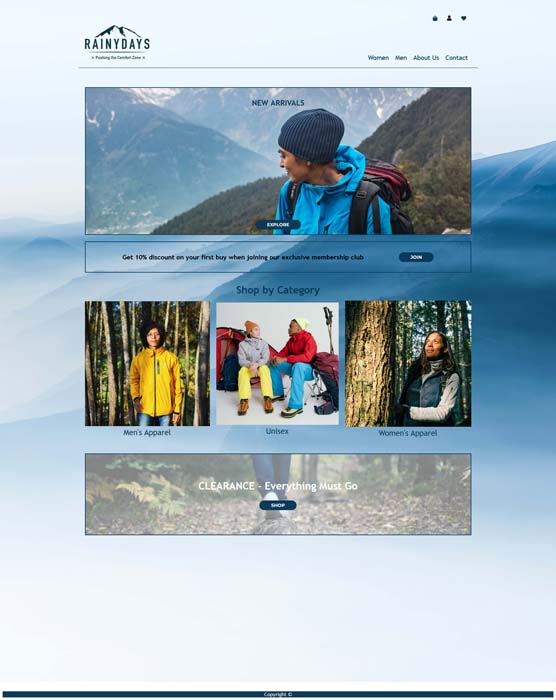 RAINYDAYS
× Pushing the Comfort Zone ×
Women Men About Us Contact
NEW ARRIVALS
EXPLORE
Get 10% discount on your first buy when joining our exclusive membership club
JOIN
Shop by Category
Men's Apparel
Unisex
Women's Apparel
CLEARANCE - Everything Must Go
SHOP
Copyright ©